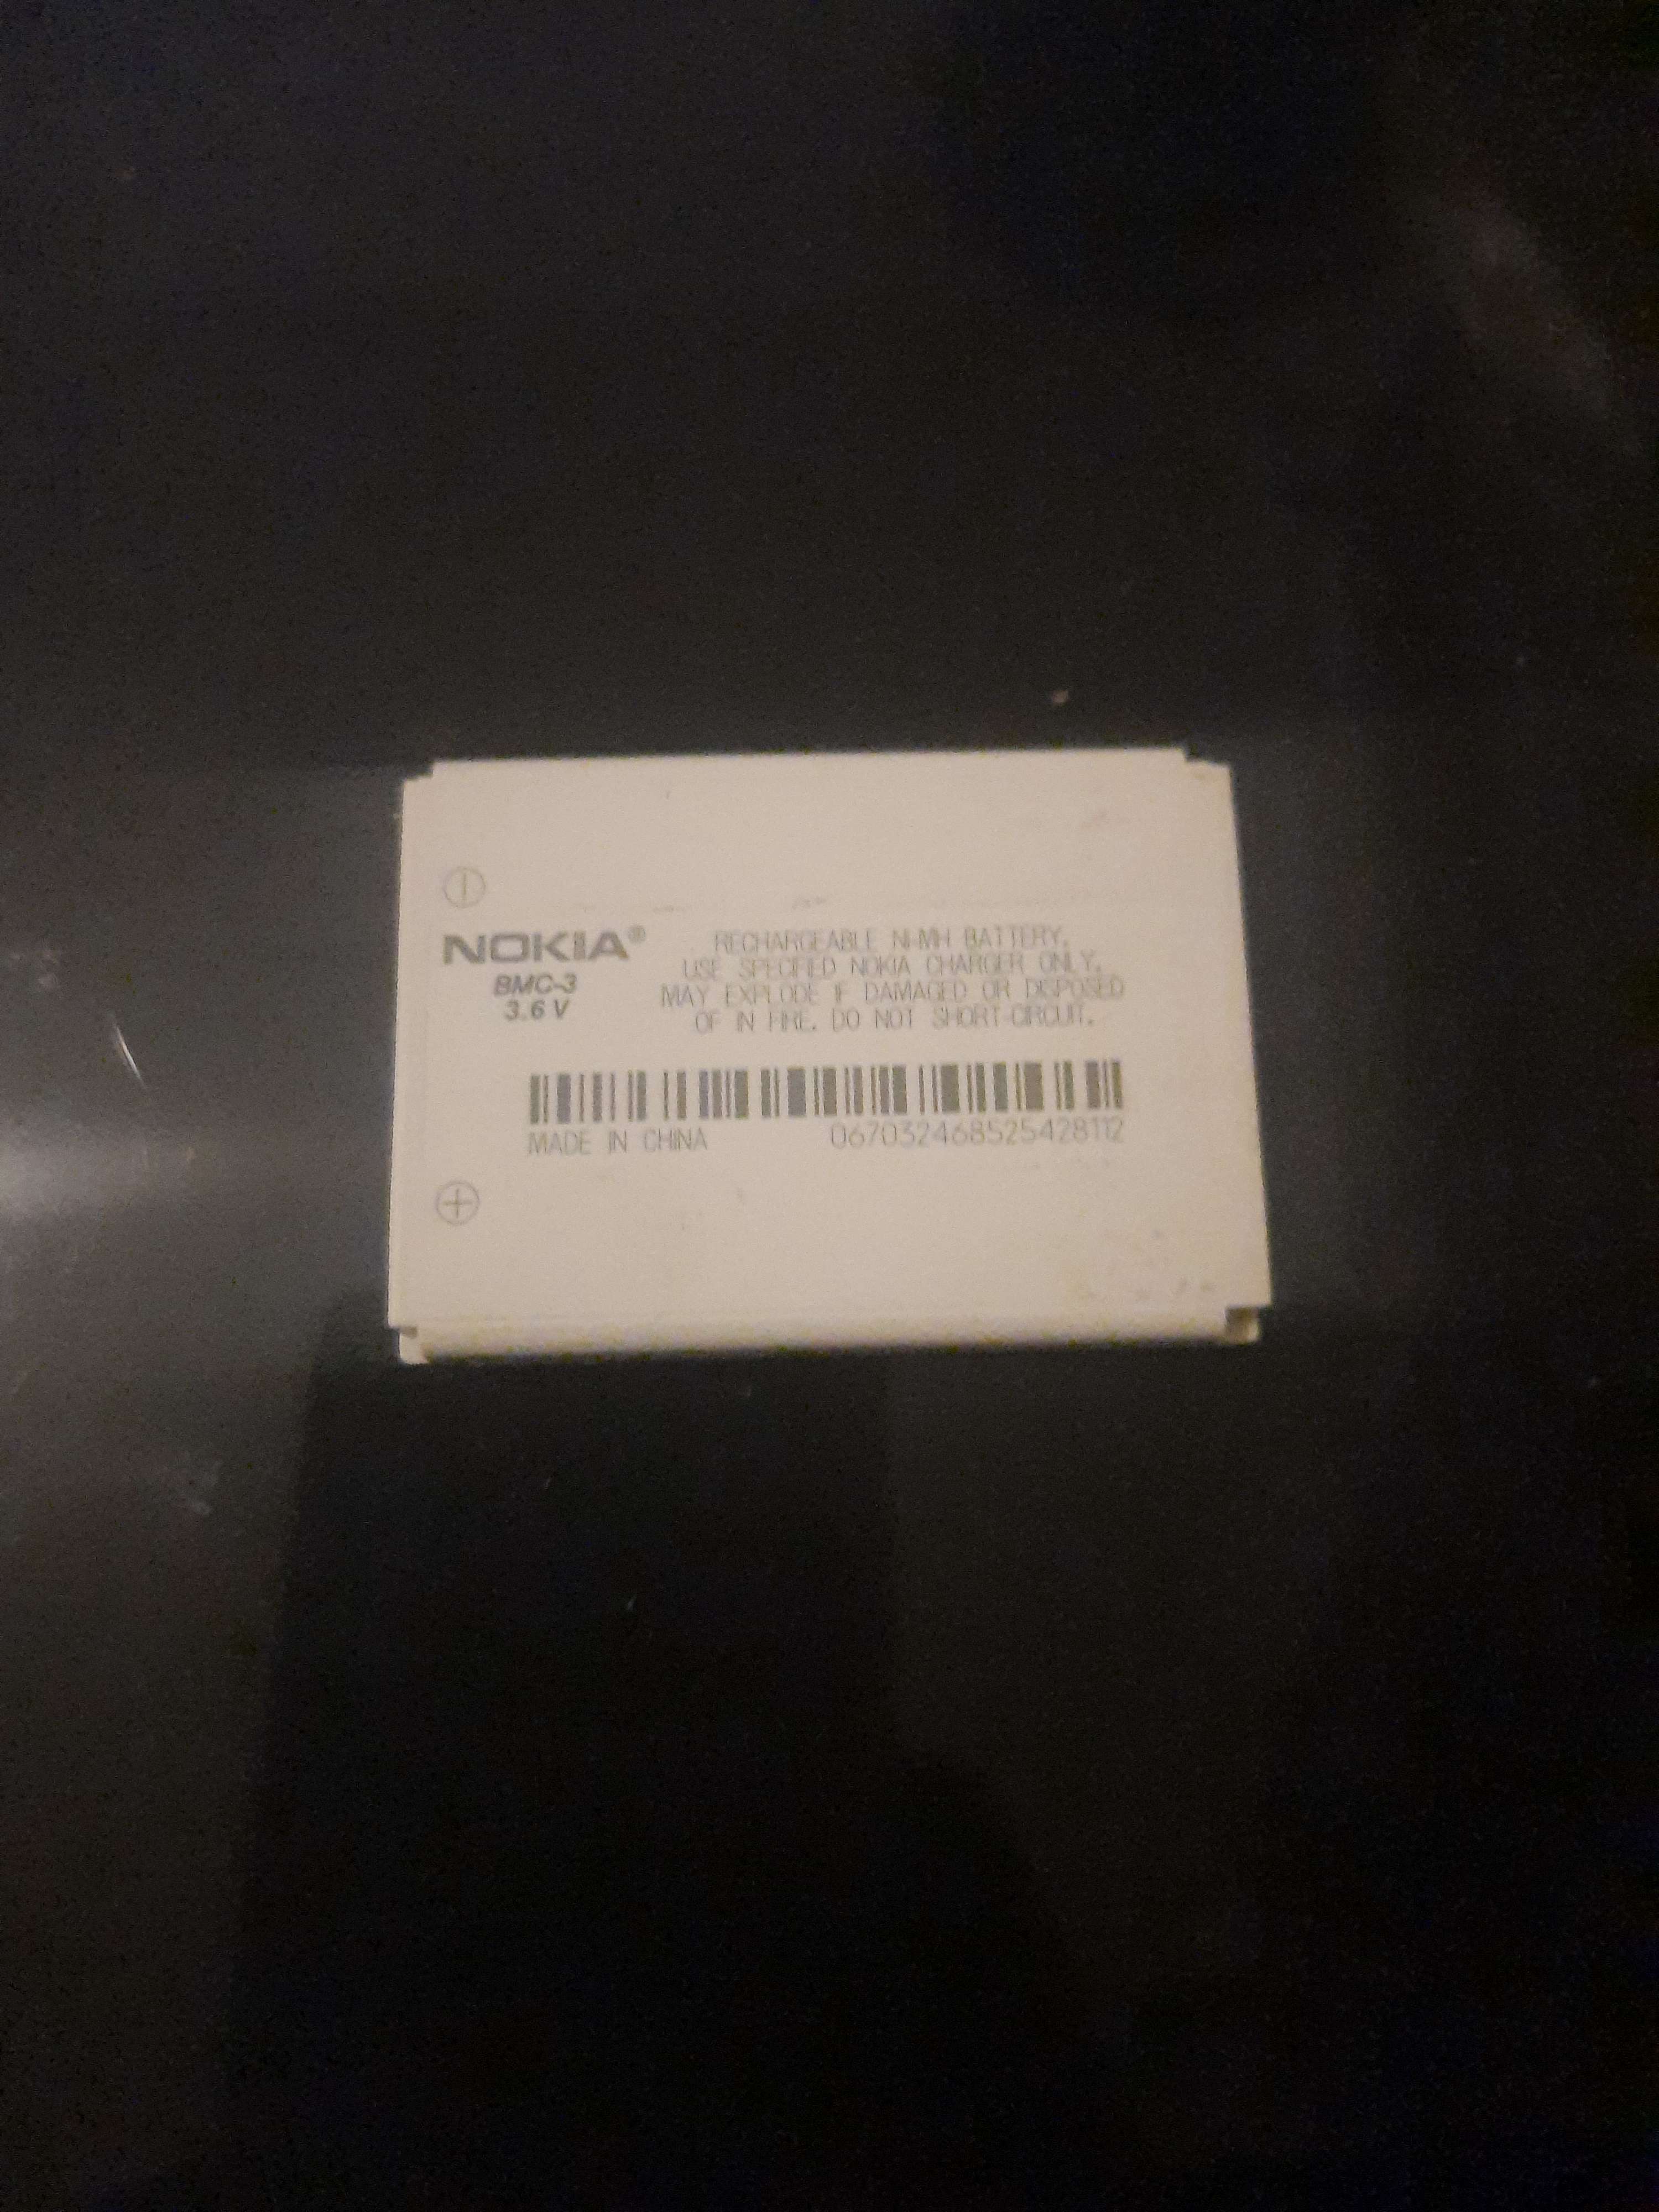 NOKIA®
BMC-3
3.6 V
RECHARGEABLE NI-MH BATTERY.
USE SPECIFIED NOKIA CHARGER ONLY.
MAY EXPLODE IF DAMAGED OR DISPOSED
OF IN FIRE. DO NOT SHORT-CIRCUIT.
MADE IN CHINA
067032468525428112